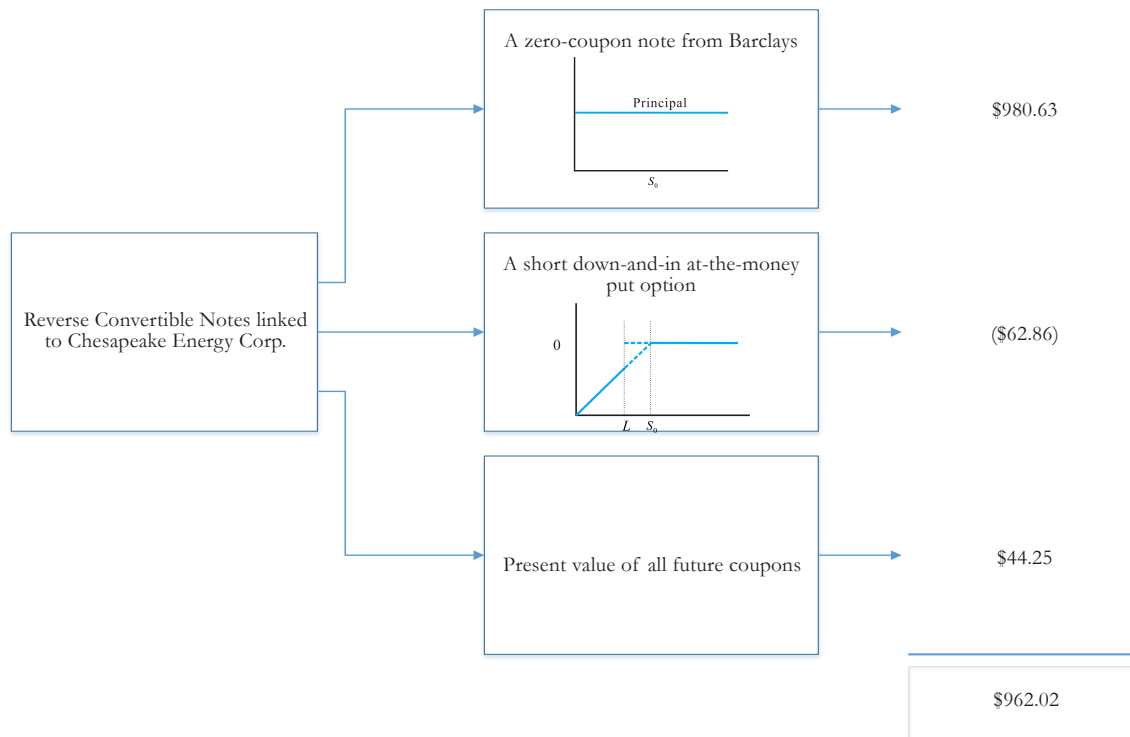 A zero-coupon note from Barclays
Principal
S₀
$980.63
Reverse Convertible Notes linked
to Chesapeake Energy Corp.
A short down-and-in at-the-money
put option
0
L S₀
($62.86)
Present value of all future coupons
$44.25
$962.02